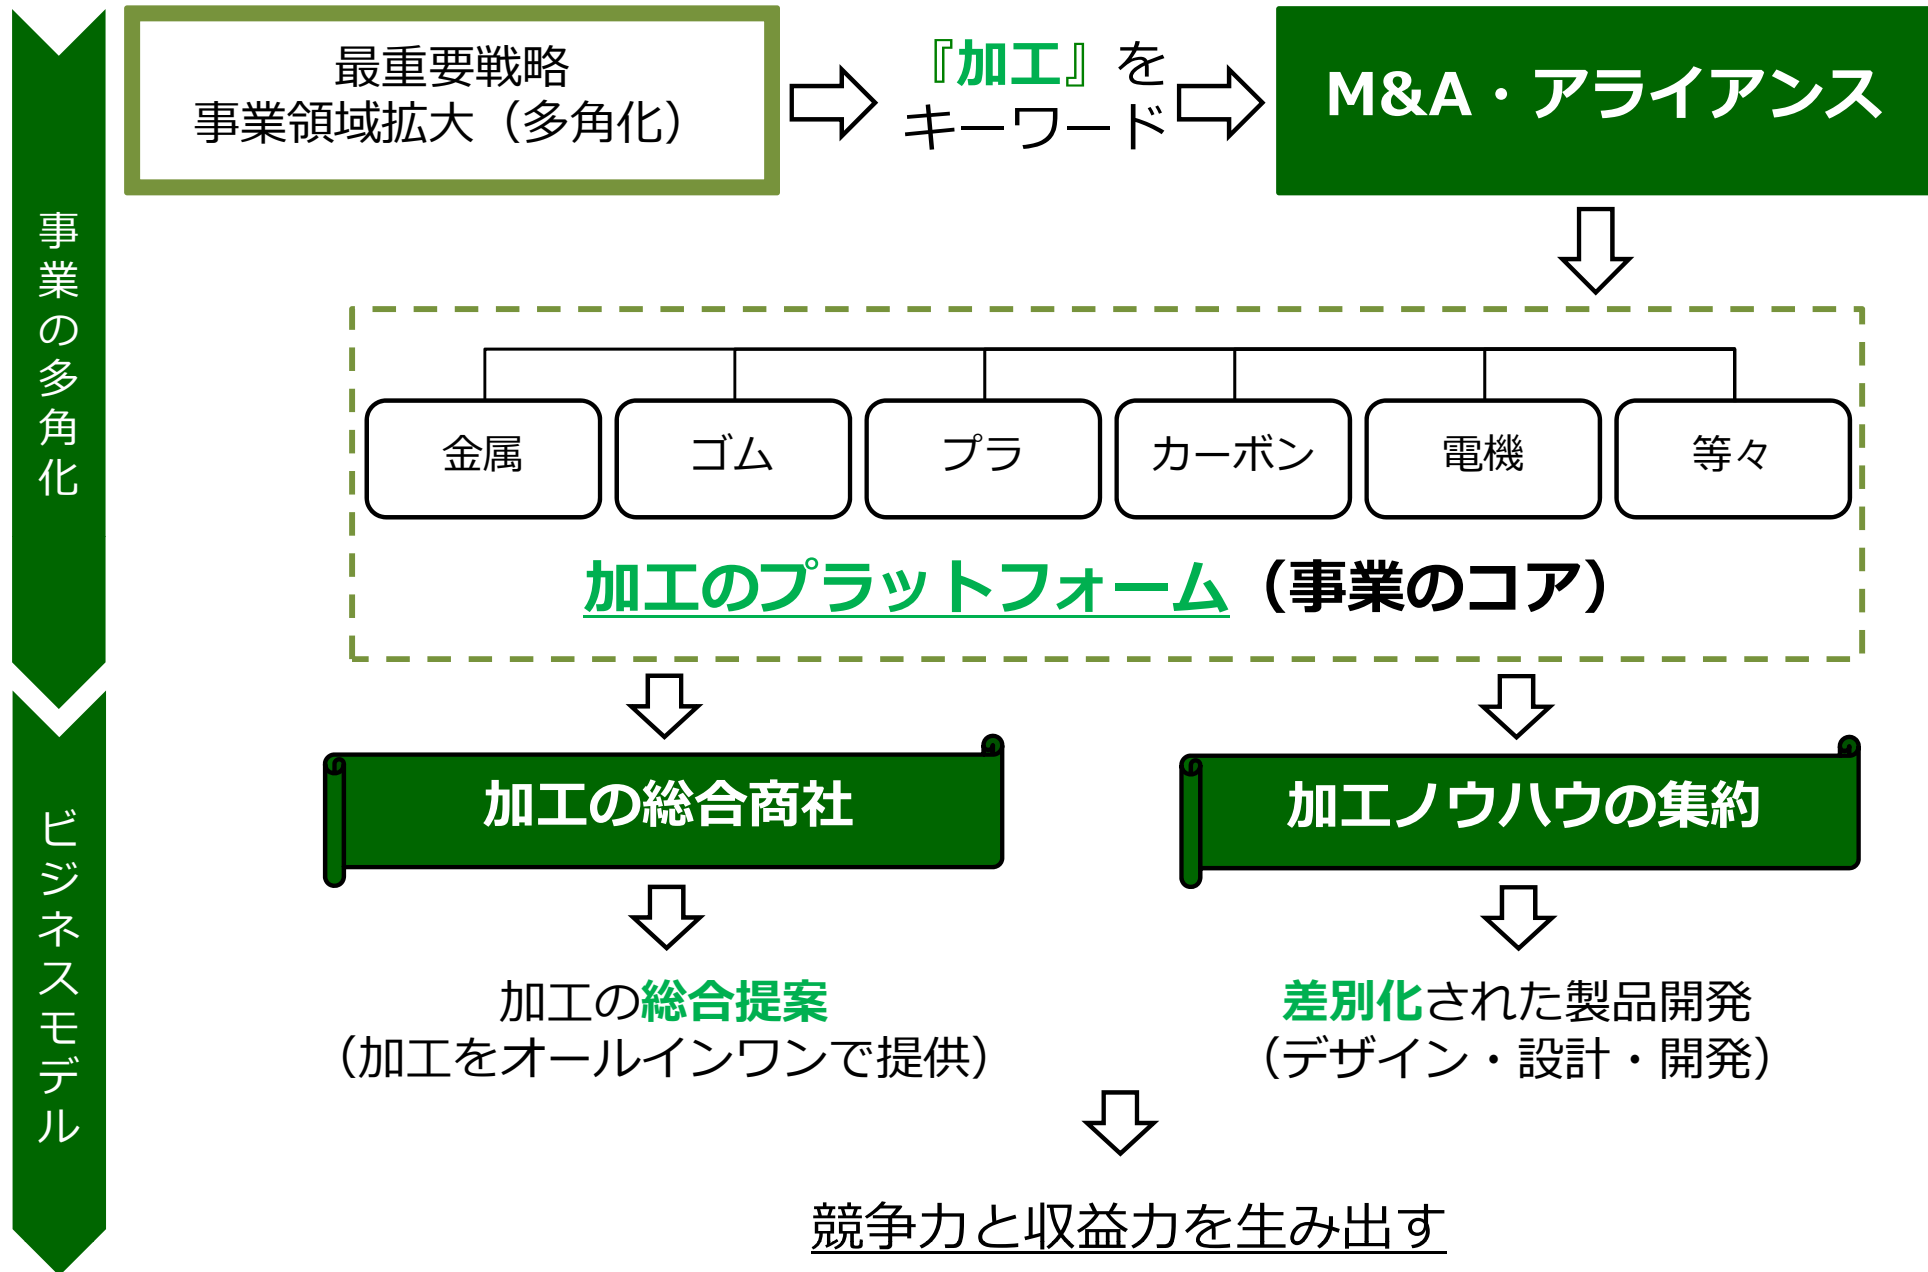 最重要戦略
事業領域拡大（多角化）
『加工』を
キーワード
M&A・アライアンス
事業の多角化
金属
ゴム
プラ
カーボン
電機
等々
加工のプラットフォーム（事業のコア）
ビジネスモデル
加工の総合商社
加工ノウハウの集約
加工の総合提案
（加工をオールインワンで提供）
差別化された製品開発
（デザイン・設計・開発）
競争力と収益力を生み出す